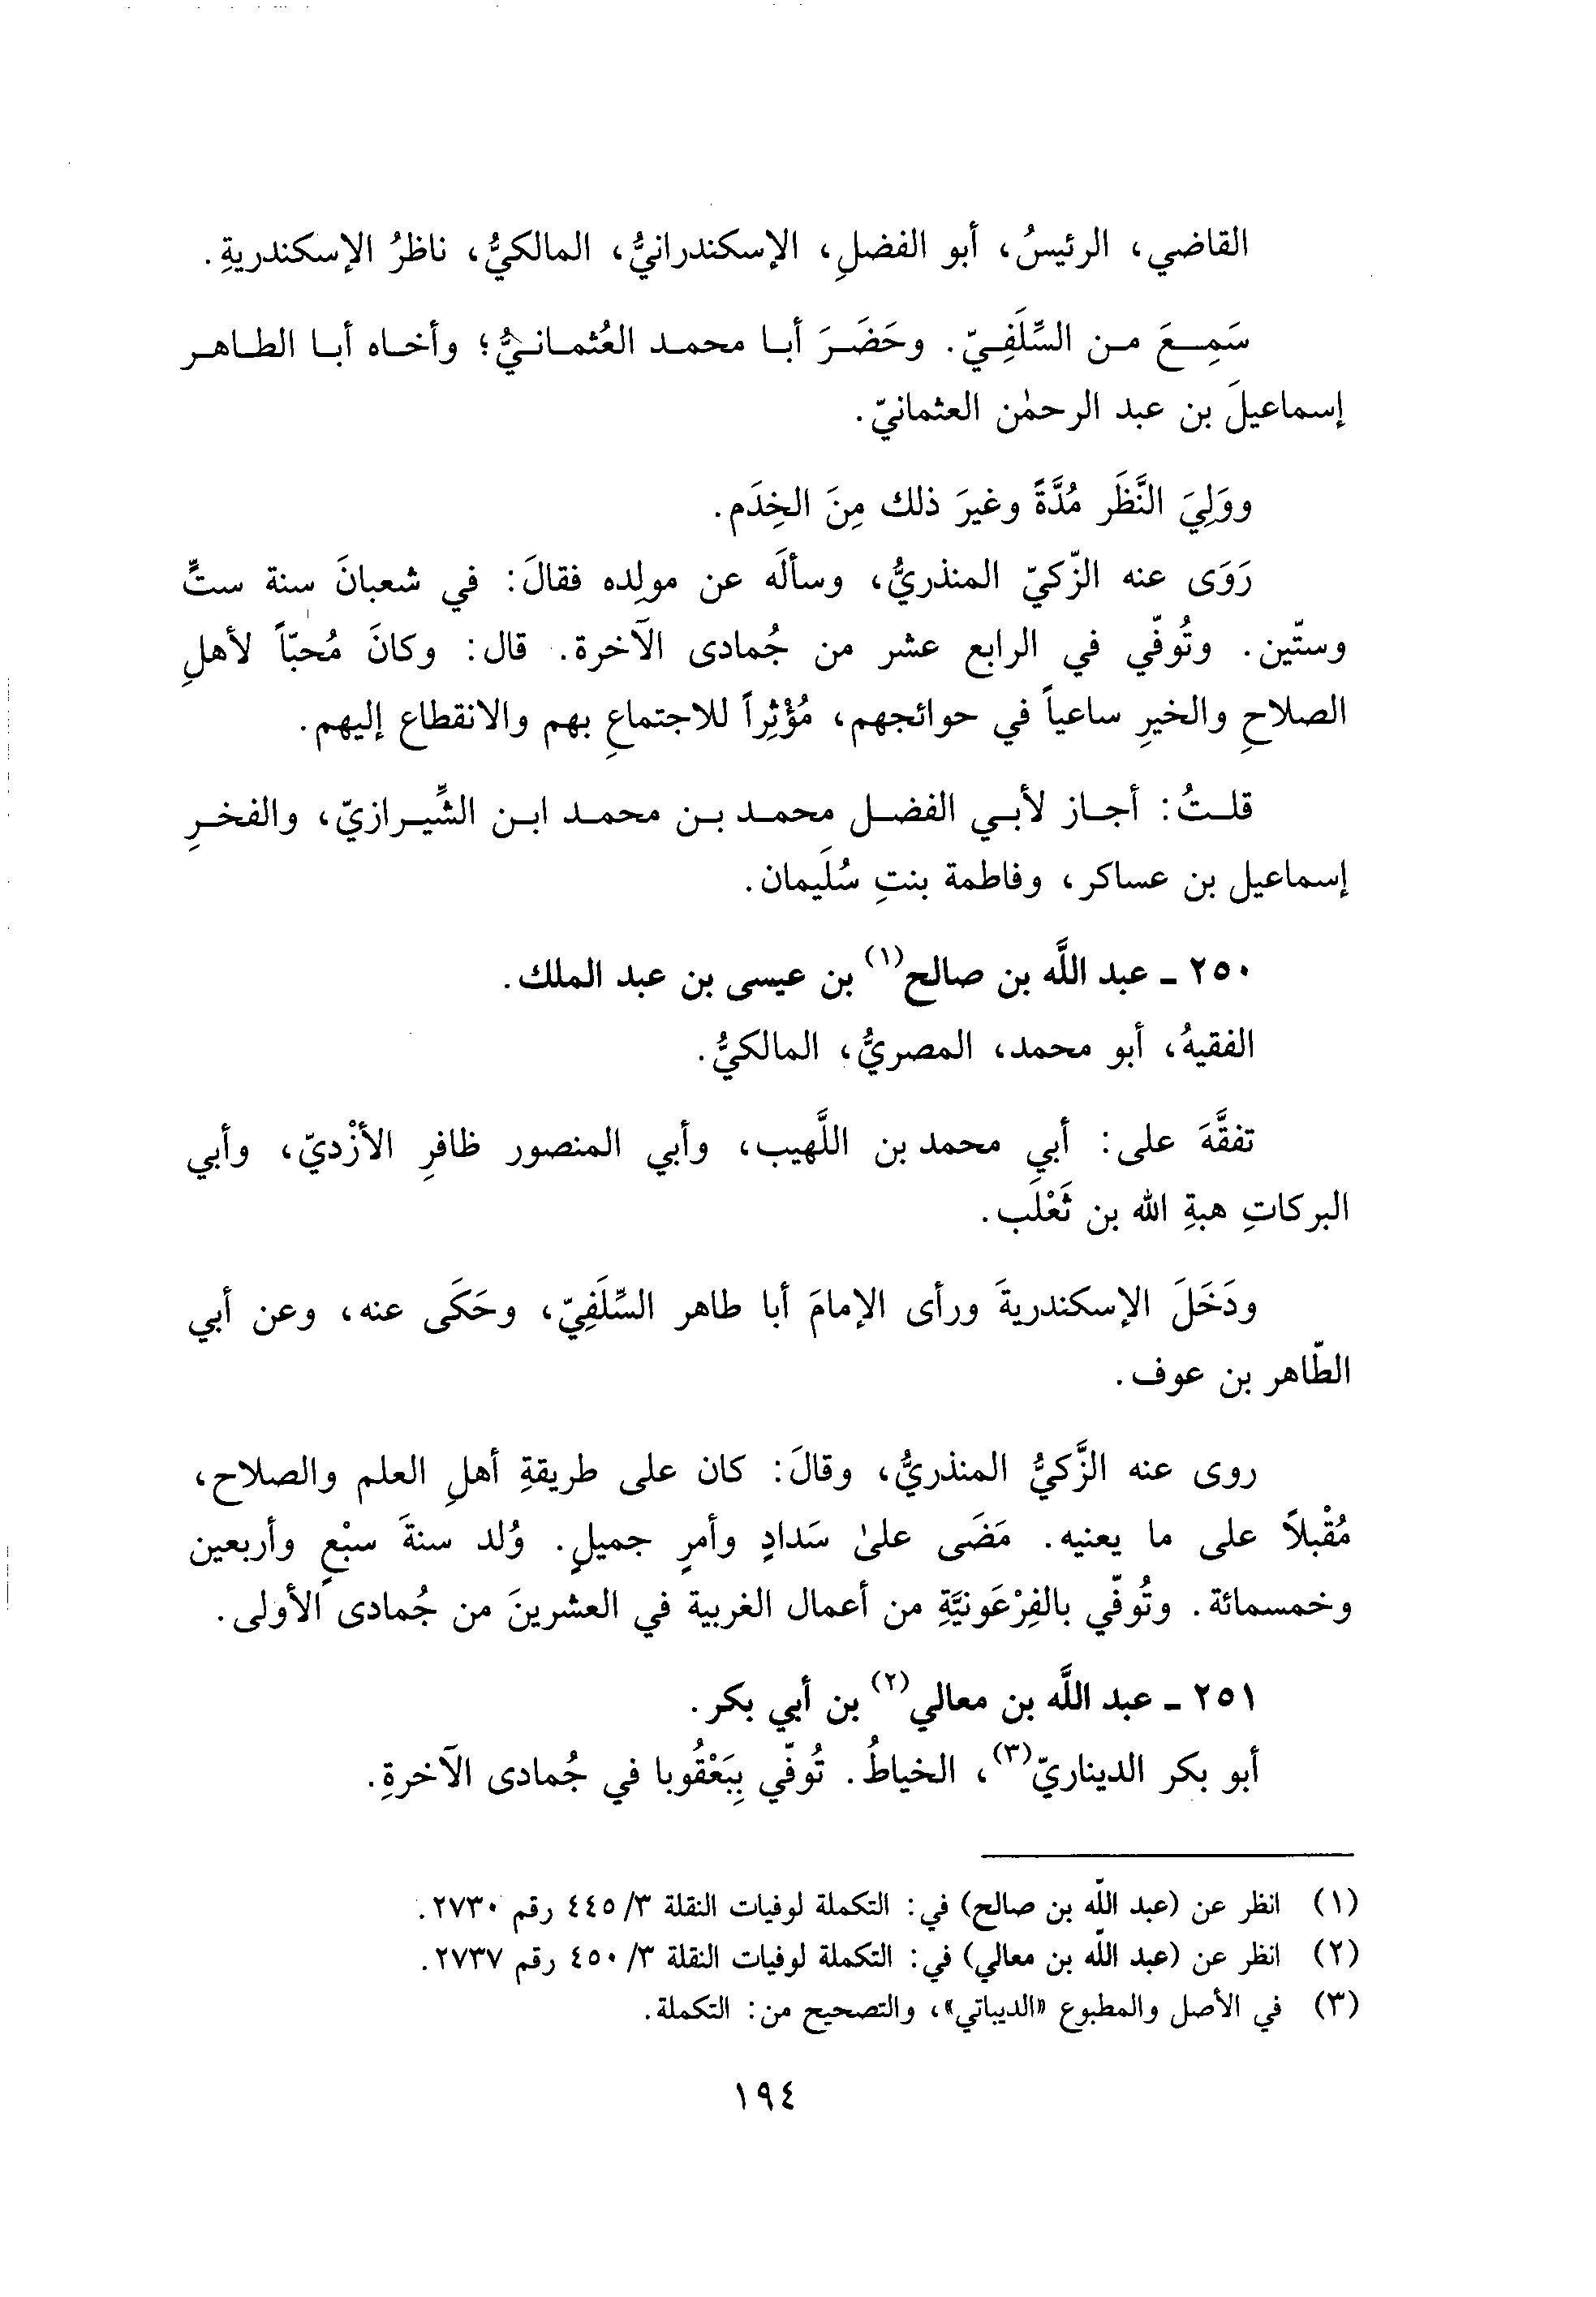 القاضي، الرئيسُ، أبو الفضلِ، الإسكندرانيُّ، المالكيُّ، ناظرُ الإسكندريةِ.
سَمِعَ من السِّلَفِيّ. وحَضَرَ أبا محمد العُثمانيُّ؛ وأخاه أبا الطاهر
إسماعيلَ بن عبد الرحمٰن العثمانيّ.
ووَلِيَ النَّظَر مُدَّةً وغيرَ ذلك مِنَ الخِدَم.
رَوَى عنه الزّكيّ المنذريُّ، وسألَه عن مولِده فقالَ: في شعبانَ سنة ستٍّ
وستّين. وتُوفّي في الرابع عشر من جُمادى الآخرة. قال: وكانَ مُحبّاً لأهلِ
الصلاحِ والخيرِ ساعياً في حوائجهم، مُؤْثِراً للاجتماعِ بهم والانقطاع إليهم.
قلتُ: أجاز لأبي الفضل محمد بن محمد ابن الشِّيرازيّ، والفخرِ
إسماعيل بن عساكر، وفاطمة بنتِ سُلَيمان.
٢٥٠ ـ عبد اللَّه بن صالح(١) بن عيسى بن عبد الملك.
الفقيهُ، أبو محمد، المصريُّ، المالكيُّ.
تفقَّهَ على: أبي محمد بن اللَّهيب، وأبي المنصور ظافرِ الأزْديّ، وأبي
البركاتِ هبةِ الله بن ثَعْلَب.
ودَخَلَ الإسكندريةَ ورأى الإمامَ أبا طاهر السِّلَفِيّ، وحَكَى عنه، وعن أبي
الطّاهر بن عوف.
روى عنه الزَّكيُّ المنذريُّ، وقالَ: كان على طريقةِ أهلِ العلم والصلاح،
مُقْبلاً على ما يعنيه. مَضَى علىٰ سَدادٍ وأمرٍ جميلٍ. وُلد سنةَ سبْعٍ وأربعين
وخمسمائة. وتُوفّي بالفِرْعَونيَّةِ من أعمال الغربية في العشرينَ من جُمادى الأولى.
٢٥١ ـ عبد اللَّه بن معالي(٢) بن أبي بكر.
أبو بكر الديناريّ(٣)، الخياطُ. تُوفّي بِبَعْقُوبا في جُمادى الآخرةِ.
(١) انظر عن (عبد اللّه بن صالح) في: التكملة لوفيات النقلة ٣/ ٤٤٥ رقم ٢٧٣٠.
(٢) انظر عن (عبد اللّه بن معالي) في: التكملة لوفيات النقلة ٣/ ٤٥٠ رقم ٢٧٣٧.
(٣) في الأصل والمطبوع «الديباتي»، والتصحيح من: التكملة.
١٩٤